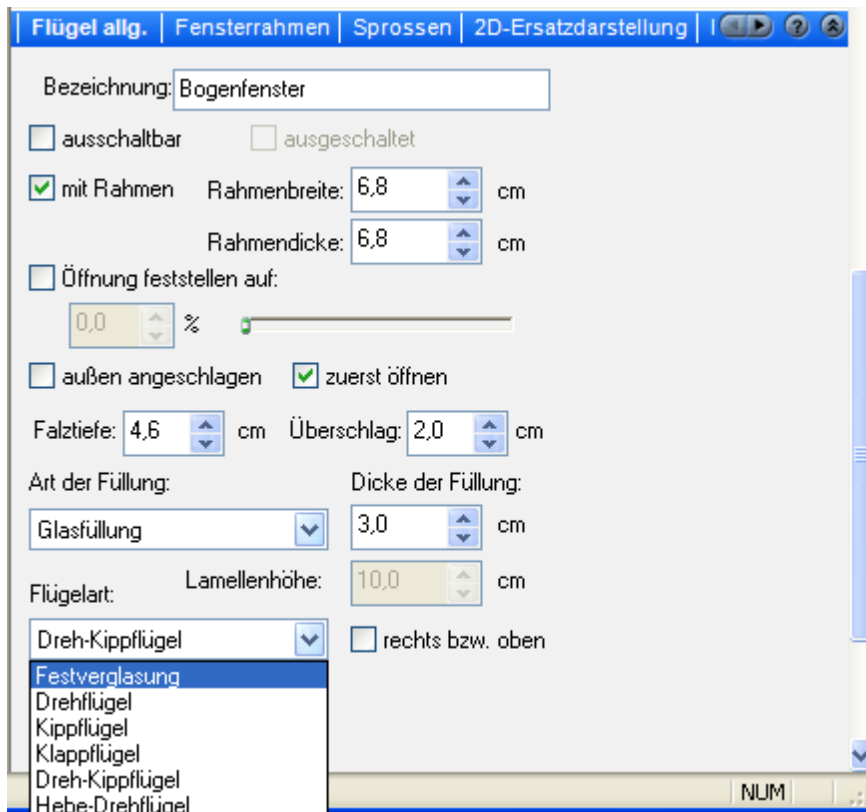 Flügel allg. | Fensterrahmen | Sprossen | 2D-Ersatzdarstellung |
Bezeichnung: Bogenfenster
ausschaltbar ausgeschaltet
mit Rahmen Rahmenbreite: 6,8 cm
Rahmendicke: 6,8 cm
Öffnung feststellen auf:
0,0 %
außen angeschlagen zuerst öffnen
Falztiefe: 4,6 cm Überschlag: 2,0 cm
Art der Füllung: Dicke der Füllung:
Glasfüllung 3,0 cm
Flügelart: Lamellenhöhe: 10,0 cm
Dreh-Kippflügel rechts bzw. oben
Festverglasung
Drehflügel
Kippflügel
Klappflügel
Dreh-Kippflügel
Hebe-Drehflügel
NUM